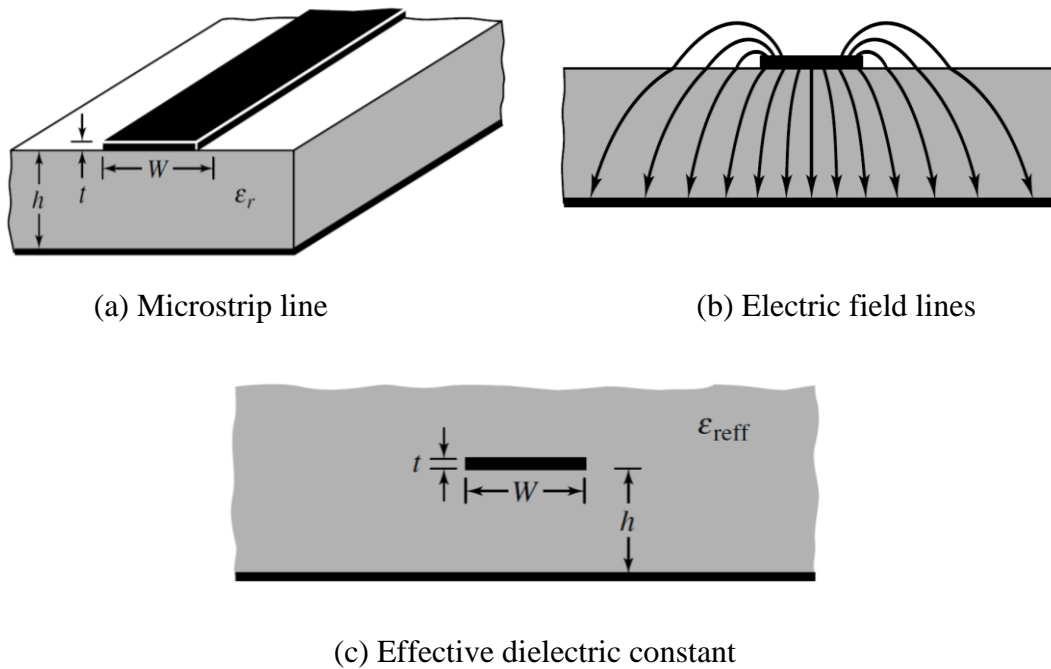 t
W
h
ε_r
(a) Microstrip line
(b) Electric field lines
ε_reff
t
W
h
(c) Effective dielectric constant